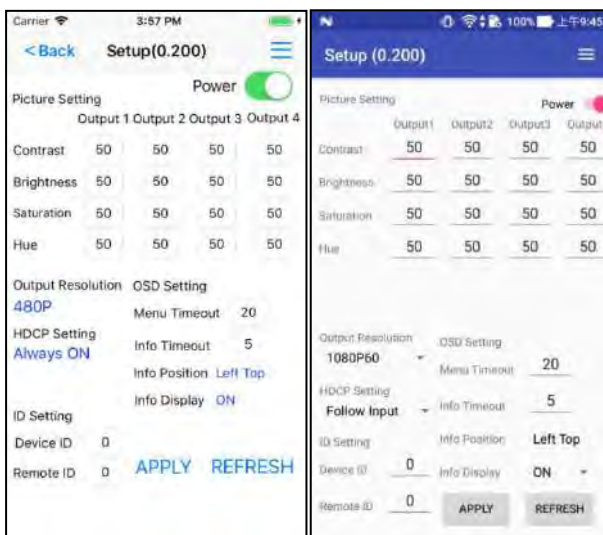 Carrier 3:57 PM
< Back Setup(0.200)
Power
Picture Setting
Output 1 Output 2 Output 3 Output 4
Contrast 50 50 50 50
Brightness 50 50 50 50
Saturation 50 50 50 50
Hue 50 50 50 50
Output Resolution OSD Setting
480P
Menu Timeout 20
HDCP Setting
Always ON
Info Timeout 5
Info Position Left Top
Info Display ON
ID Setting
Device ID 0
Remote ID 0 APPLY REFRESH
100% 上午9:45
Setup (0.200)
Picture Setting
Power
Output1 Output2 Output3 Output
Contrast 50 50 50 50
Brightness 50 50 50 50
Saturation 50 50 50 50
Hue 50 50 50 50
Output Resolution OSD Setting
1080P60
Menu Timeout 20
HDCP Setting
Follow Input Info Timeout 5
ID Setting Info Position Left Top
Device ID 0 Info Display ON
Remote ID 0 APPLY REFRESH